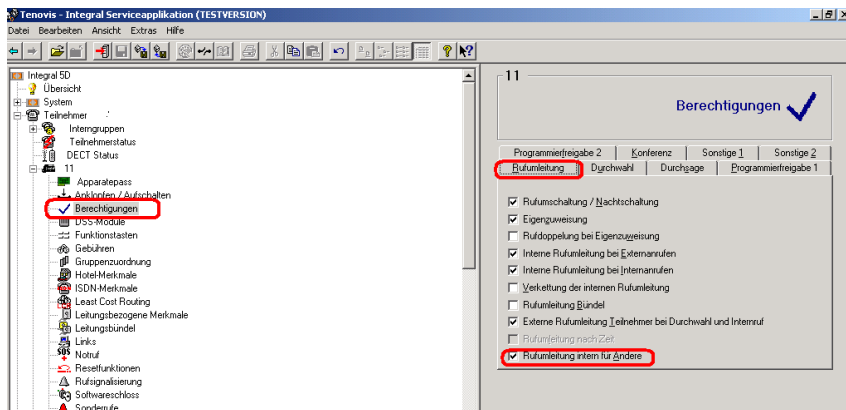 Tenovis - Integral Serviceapplikation (TESTVERSION)
Datei Bearbeiten Ansicht Extras Hilfe
Integral 5D
Übersicht
System
Teilnehmer
Interngruppen
Teilnehmerstatus
DECT Status
11
Apparatepass
Anklopfen / Aufschalten
Berechtigungen
DSS-Module
Funktionstasten
Gebühren
Gruppenzuordnung
Hotel-Merkmale
ISDN-Merkmale
Least Cost Routing
Leitungsbezogene Merkmale
Leitungsbündel
Links
SOS Notruf
Resetfunktionen
Rufsignalisierung
Softwareschloss
Sonderrufe
11
Berechtigungen
Programmierfreigabe 2 Konferenz Sonstige 1 Sonstige 2
Rufumleitung Durchwahl Durchsage Programmierfreigabe 1
Rufumschaltung / Nachtschaltung
Eigenzuweisung
Rufdoppelung bei Eigenzuweisung
Interne Rufumleitung bei Externanrufen
Interne Rufumleitung bei Internanrufen
Verkettung der internen Rufumleitung
Rufumleitung Bündel
Externe Rufumleitung Teilnehmer bei Durchwahl und Internruf
Rufumleitung nach Zeit
Rufumleitung intern für Andere